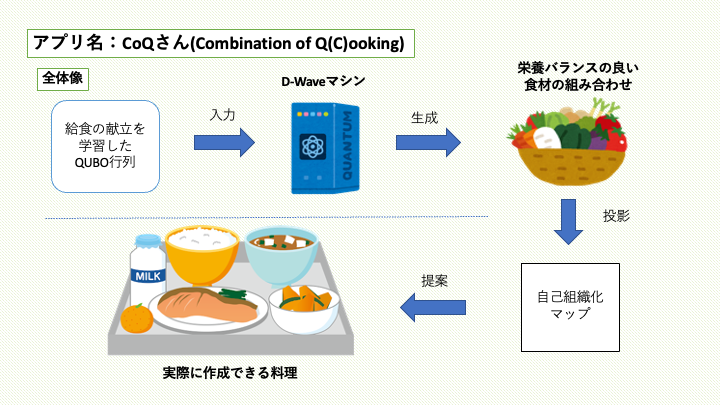 アプリ名：CoQさん(Combination of Q(C)ooking)
全体像
給食の献立を
学習した
QUBO行列
入力
D-Waveマシン
QUANTUM
生成
栄養バランスの良い
食材の組み合わせ
投影
自己組織化
マップ
提案
MILK
実際に作成できる料理